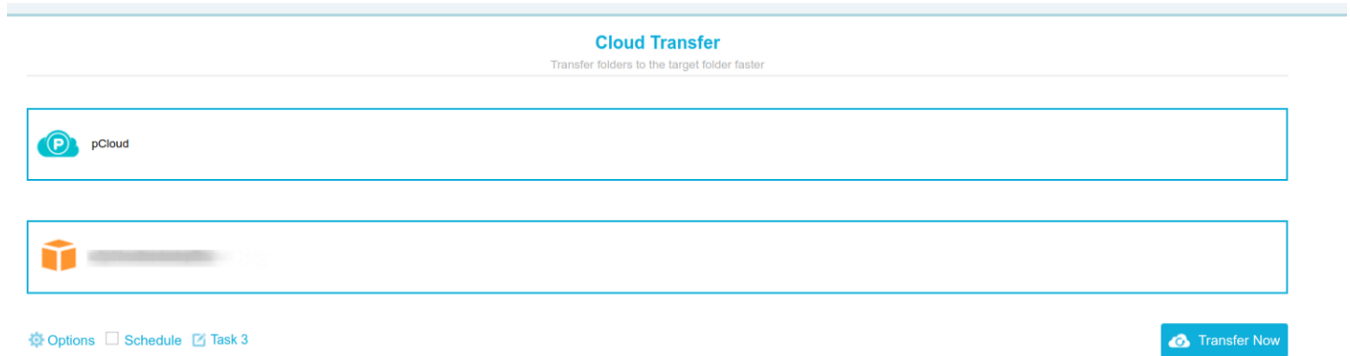 Cloud Transfer
Transfer folders to the target folder faster
pCloud
Options Schedule Task 3 Transfer Now